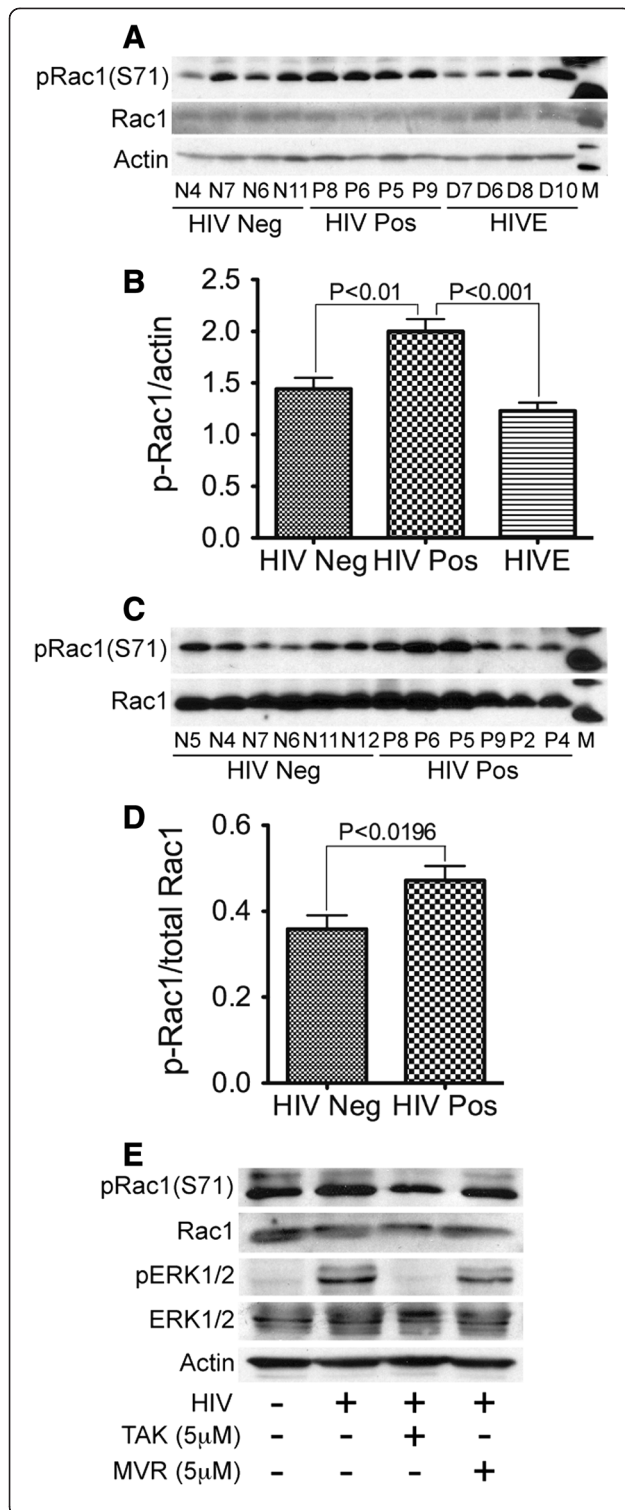 A
pRac1(S71)
Rac1
Actin
N4 N7 N6 N11 P8 P6 P5 P9 D7 D6 D8 D10 M
HIV Neg HIV Pos HIVE
B
P<0.01 P<0.001
p-Rac1/actin
2.5
2.0
1.5
1.0
0.5
0.0
HIV Neg HIV Pos HIVE
C
pRac1(S71)
Rac1
N5 N4 N7 N6 N11 N12 P8 P6 P5 P9 P2 P4 M
HIV Neg HIV Pos
D
P<0.0196
p-Rac1/total Rac1
0.6
0.4
0.2
0.0
HIV Neg HIV Pos
E
pRac1(S71)
Rac1
pERK1/2
ERK1/2
Actin
HIV - + + +
TAK (5µM) - - + -
MVR (5µM) - - - +